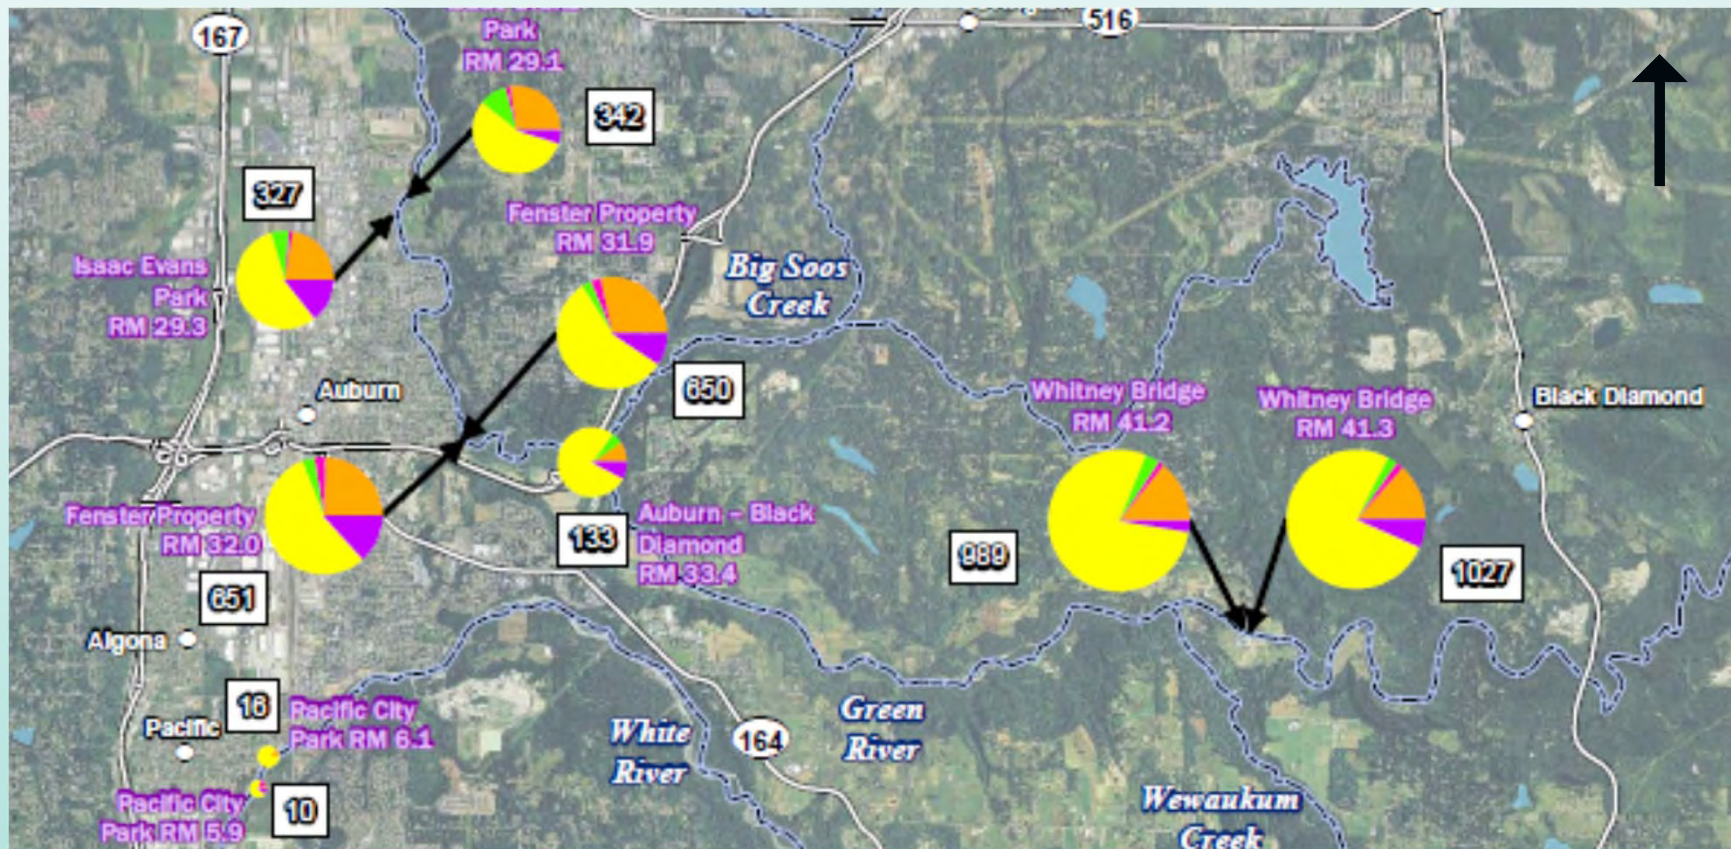 167
516
Park
RM 29.1
342
327
Fenster Property
RM 31.9
Isaac Evans
Park
RM 29.3
Big Soos
Creek
Auburn
650
Whitney Bridge
RM 41.2
Whitney Bridge
RM 41.3
Black Diamond
Fenster Property
RM 32.0
133
Auburn – Black
Diamond
RM 33.4
989
1027
651
Algona
16
Pacific City
Park RM 6.1
Pacific
Green
River
White
River
164
10
Pacific City
Park RM 5.9
Wewaukum
Creek